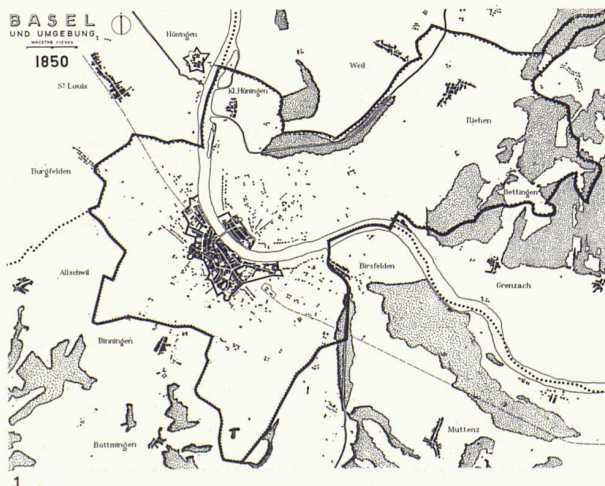 BASEL
UND UMGEBUNG
1850
Hüningen
St Louis
Kl. Hüningen
Weil
Riehen
Bettingen
Burgfelden
Allschwil
Birsfelden
Grenzach
Binningen
Bottmingen
Muttenz
1